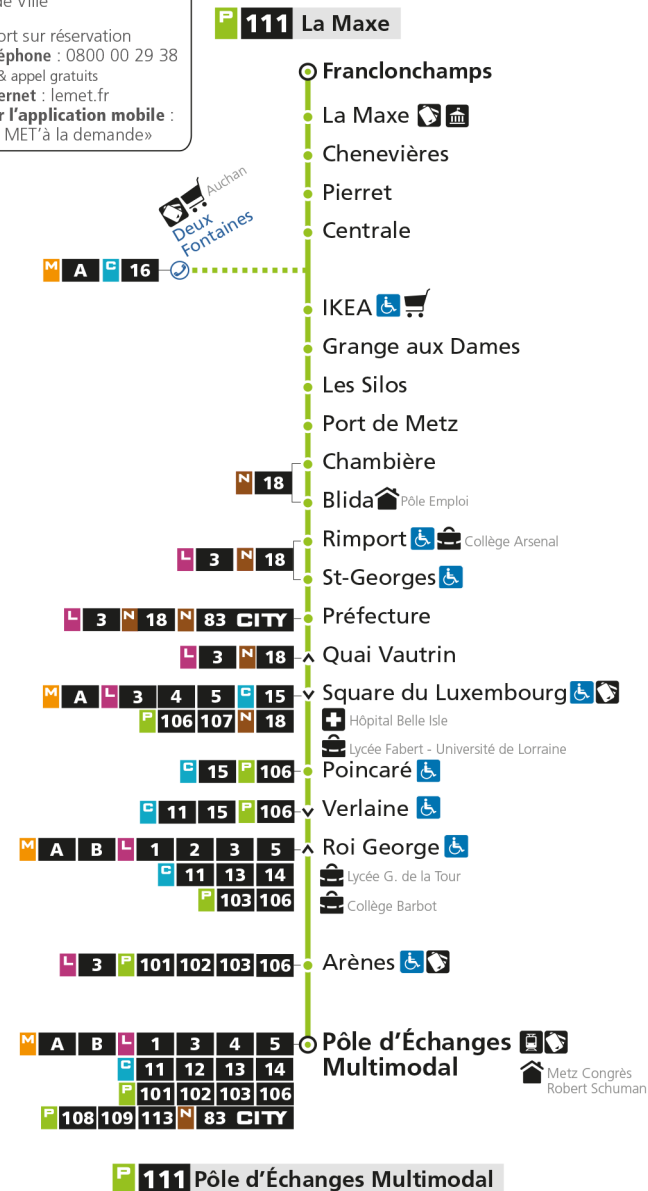 de Ville
P 111 La Maxe
ort sur réservation
éphone : 0800 00 29 38
& appel gratuits
ernet : lemet.fr
r l'application mobile :
MET'à la demande»
Franclonchamps
La Maxe
Chenevières
Pierret
Centrale
Auchan
Deux
Fontaines
M A C 16
IKEA
Grange aux Dames
Les Silos
Port de Metz
Chambière
N 18
Blida Pôle Emploi
Rimport Collège Arsenal
L 3 N 18
St-Georges
L 3 N 18 N 83 CITY Préfecture
L 3 N 18 Quai Vautrin
M A L 3 4 5 C 15 Square du Luxembourg
P 106 107 N 18 Hôpital Belle Isle
Lycée Fabert - Université de Lorraine
C 15 P 106 Poincaré
C 11 15 P 106 Verlaine
M A B L 1 2 3 5 Roi George
C 11 13 14 Lycée G. de la Tour
P 103 106 Collège Barbot
L 3 P 101 102 103 106 Arènes
M A B L 1 3 4 5 Pôle d'Échanges
C 11 12 13 14 Multimodal
Metz Congrès
P 101 102 103 106 Robert Schuman
P 108 109 113 N 83 CITY
P 111 Pôle d'Échanges Multimodal